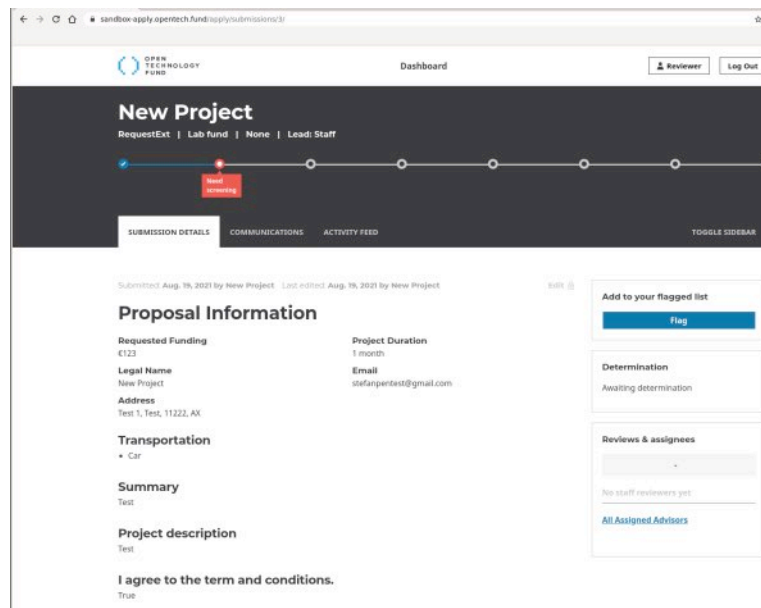 sandbox-apply.opentech.fund/apply/submissions/3/
OPEN
TECHNOLOGY
FUND
Dashboard
Reviewer
Log Out
New Project
RequestExt | Lab fund | None | Lead: Staff
Need
screening
SUBMISSION DETAILS
COMMUNICATIONS
ACTIVITY FEED
TOGGLE SIDEBAR
Submitted: Aug. 19, 2021 by New Project Last edited: Aug. 19, 2021 by New Project
Edit
Proposal Information
Requested Funding
€123
Project Duration
1 month
Legal Name
New Project
Email
stefanpentest@gmail.com
Address
Test 1, Test, 11222, AX
Transportation
• Car
Summary
Test
Project description
Test
I agree to the term and conditions.
True
Add to your flagged list
Flag
Determination
Awaiting determination
Reviews & assignees
-
No staff reviewers yet
All Assigned Advisors